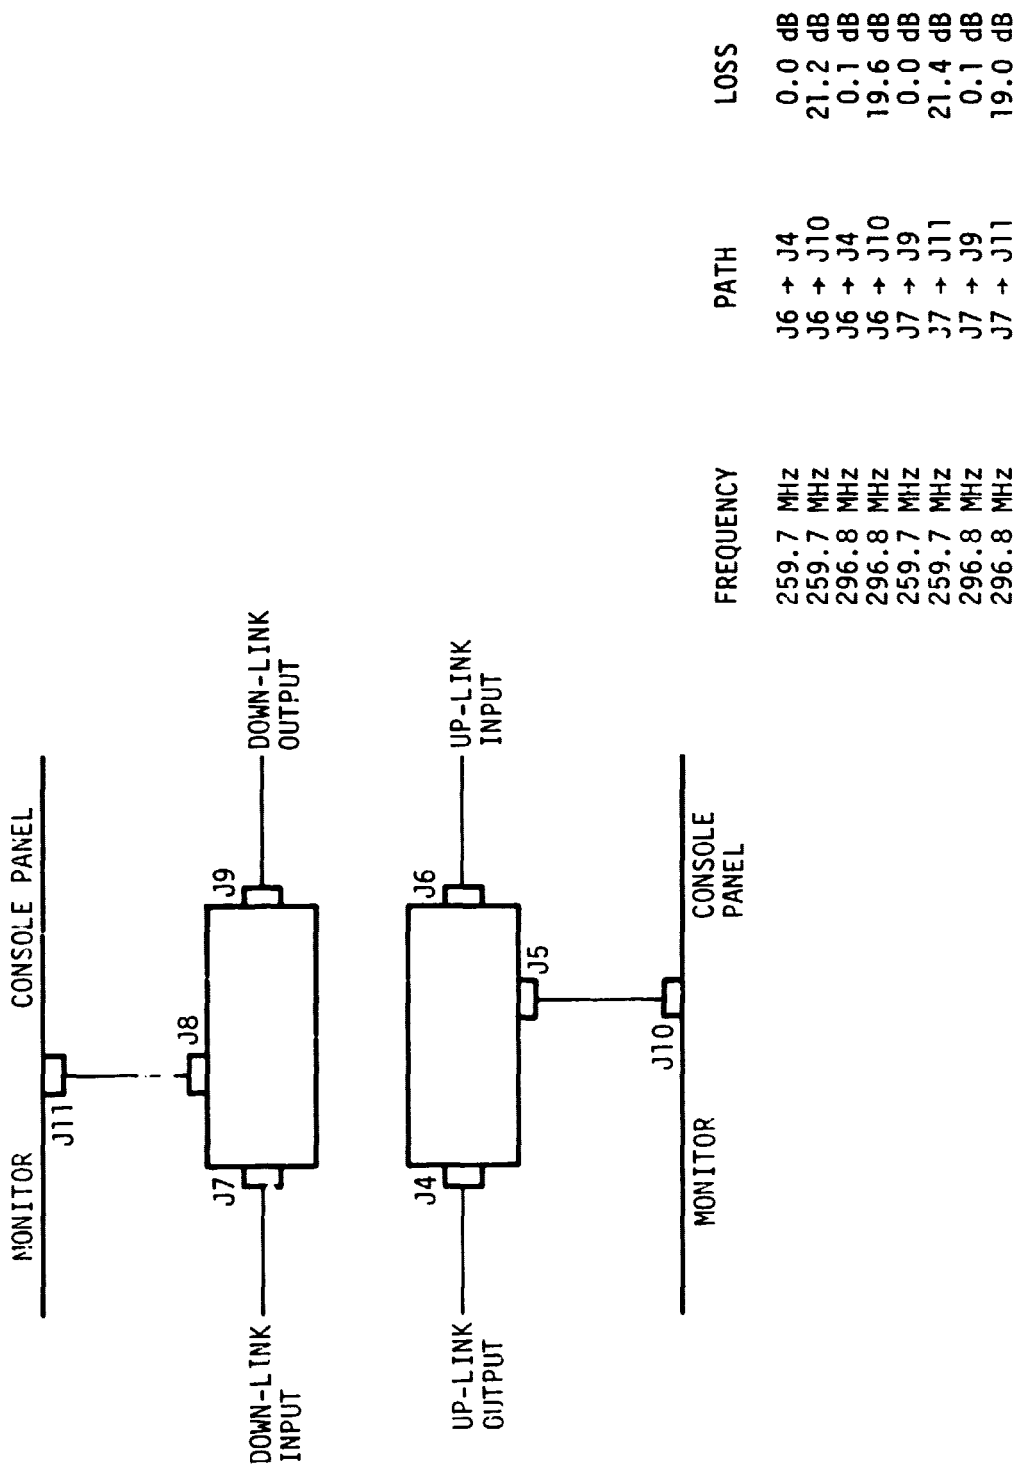 MONITOR
CONSOLE PANEL
J11
J8
J7
J9
DOWN-LINK
INPUT
DOWN-LINK
OUTPUT
J4
J6
UP-LINK
OUTPUT
UP-LINK
INPUT
J5
J10
MONITOR
CONSOLE
PANEL
FREQUENCY PATH LOSS
259.7 MHz J6 → J4 0.0 dB
259.7 MHz J6 → J10 21.2 dB
296.8 MHz J6 → J4 0.1 dB
296.8 MHz J6 → J10 19.6 dB
259.7 MHz J7 → J9 0.0 dB
259.7 MHz J7 → J11 21.4 dB
296.8 MHz J7 → J9 0.1 dB
296.8 MHz J7 → J11 19.0 dB